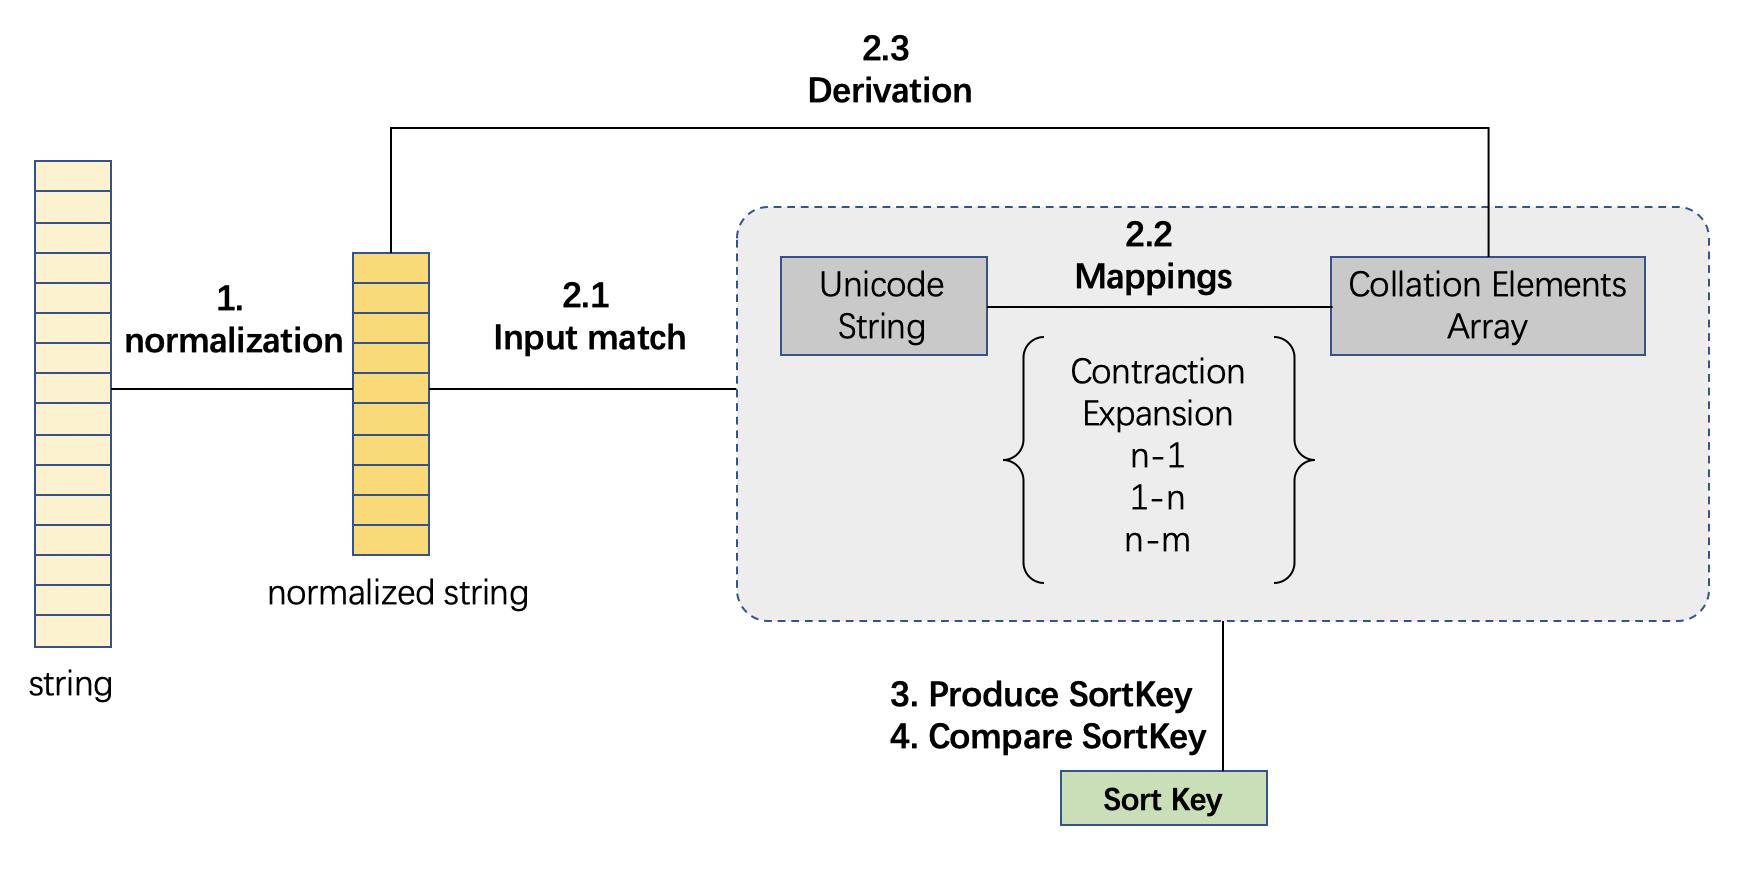 2.3
Derivation
1.
normalization
2.1
Input match
2.2
Mappings
Unicode
String
Collation Elements
Array
Contraction
Expansion
n-1
1-n
n-m
normalized string
string
3. Produce SortKey
4. Compare SortKey
Sort Key